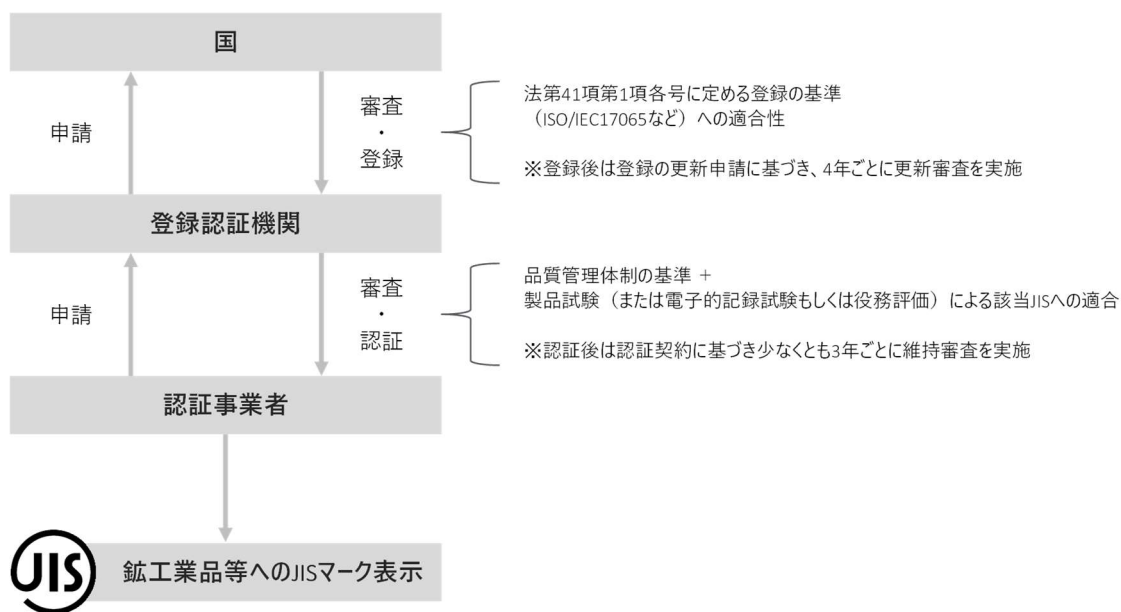 国
申請
審査
・
登録
法第41項第1項各号に定める登録の基準
（ISO/IEC17065など）への適合性
※登録後は登録の更新申請に基づき、4年ごとに更新審査を実施
登録認証機関
申請
審査
・
認証
品質管理体制の基準 +
製品試験（または電子的記録試験もしくは役務評価）による該当JISへの適合
※認証後は認証契約に基づき少なくとも3年ごとに維持審査を実施
認証事業者
JIS
鉱工業品等へのJISマーク表示